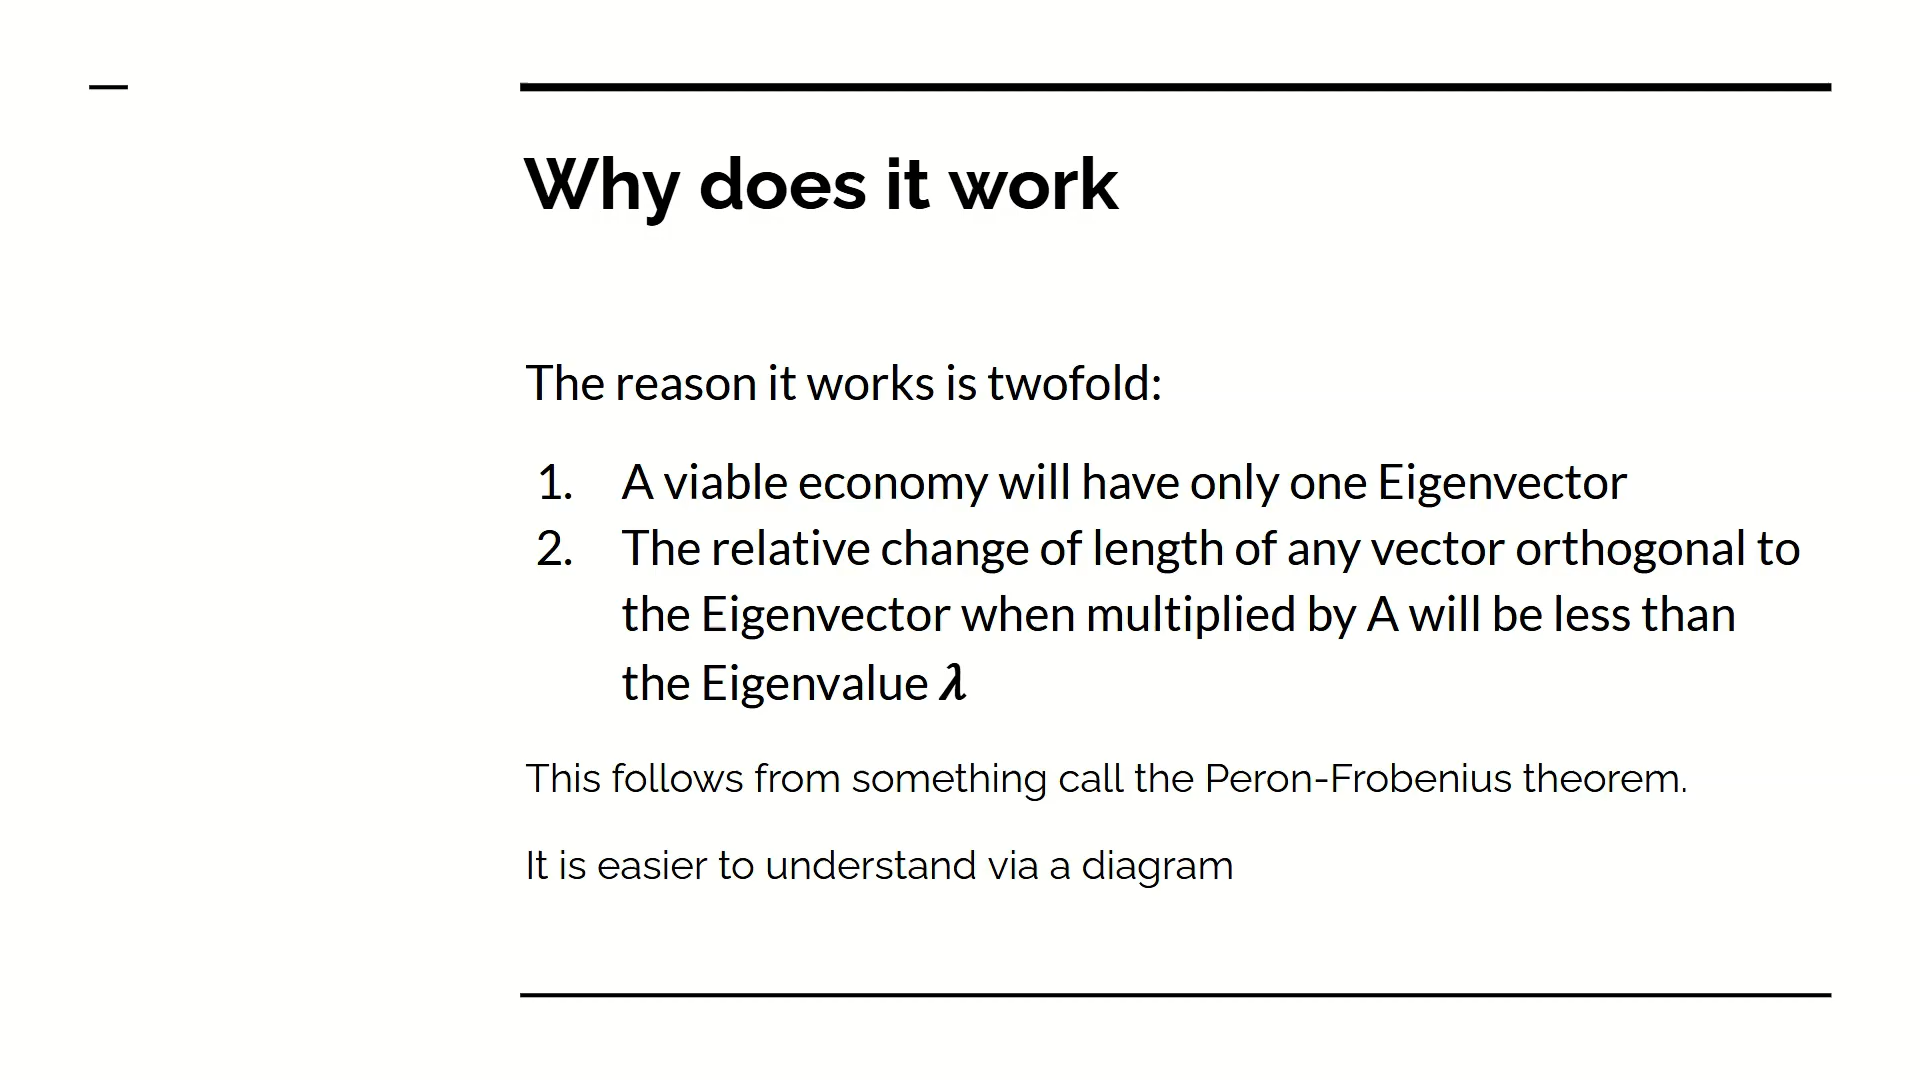 Why does it work
The reason it works is twofold:
1. A viable economy will have only one Eigenvector
2. The relative change of length of any vector orthogonal to
the Eigenvector when multiplied by A will be less than
the Eigenvalue λ
This follows from something call the Peron-Frobenius theorem.
It is easier to understand via a diagram